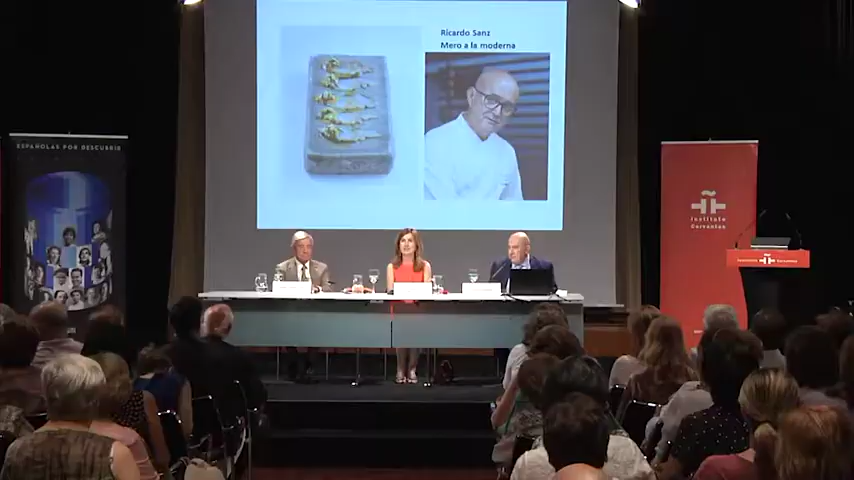 Ricardo Sanz
Mero a la moderna
ESPAÑOLAS POR DESCUBRIR
Instituto
Cervantes